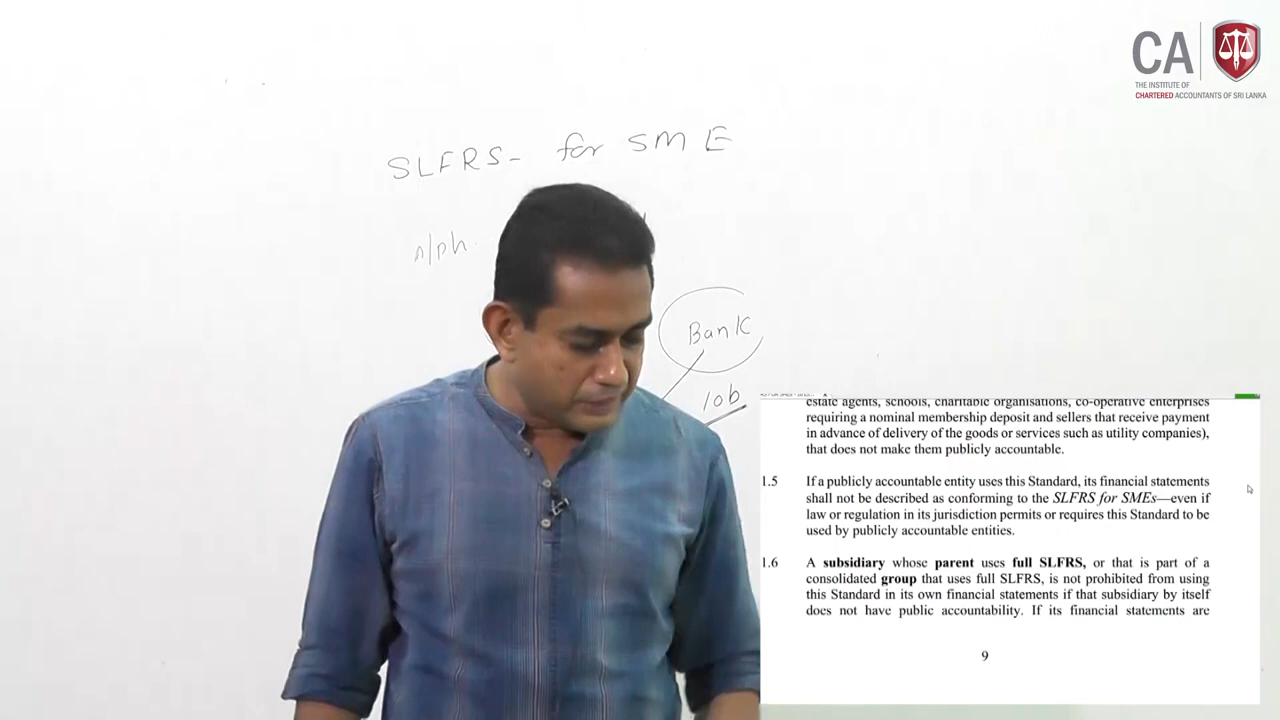 CA
THE INSTITUTE OF
CHARTERED ACCOUNTANTS OF SRI LANKA
SLFRS- for SME
Bank
estate agents, schools, charitable organisations, co-operative enterprises
requiring a nominal membership deposit and sellers that receive payment
in advance of delivery of the goods or services such as utility companies),
that does not make them publicly accountable.
1.5 If a publicly accountable entity uses this Standard, its financial statements
shall not be described as conforming to the SLFRS for SMEs—even if
law or regulation in its jurisdiction permits or requires this Standard to be
used by publicly accountable entities.
1.6 A subsidiary whose parent uses full SLFRS, or that is part of a
consolidated group that uses full SLFRS, is not prohibited from using
this Standard in its own financial statements if that subsidiary by itself
does not have public accountability. If its financial statements are
9